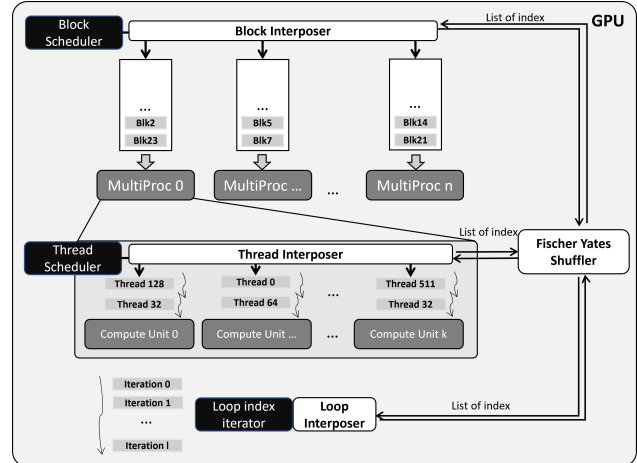 GPU
List of index
Block
Scheduler
Block Interposer
...
...
...
Blk2
Blk5
Blk14
Blk23
Blk7
Blk21
MultiProc 0
MultiProc ...
...
MultiProc n
List of index
Thread
Scheduler
Thread Interposer
Fischer Yates
Shuffler
Thread 128
Thread 0
Thread 511
...
Thread 32
Thread 64
Thread 32
Compute Unit 0
Compute Unit ...
...
Compute Unit k
Iteration 0
Iteration 1
...
Iteration l
Loop index
iterator
Loop
Interposer
List of index